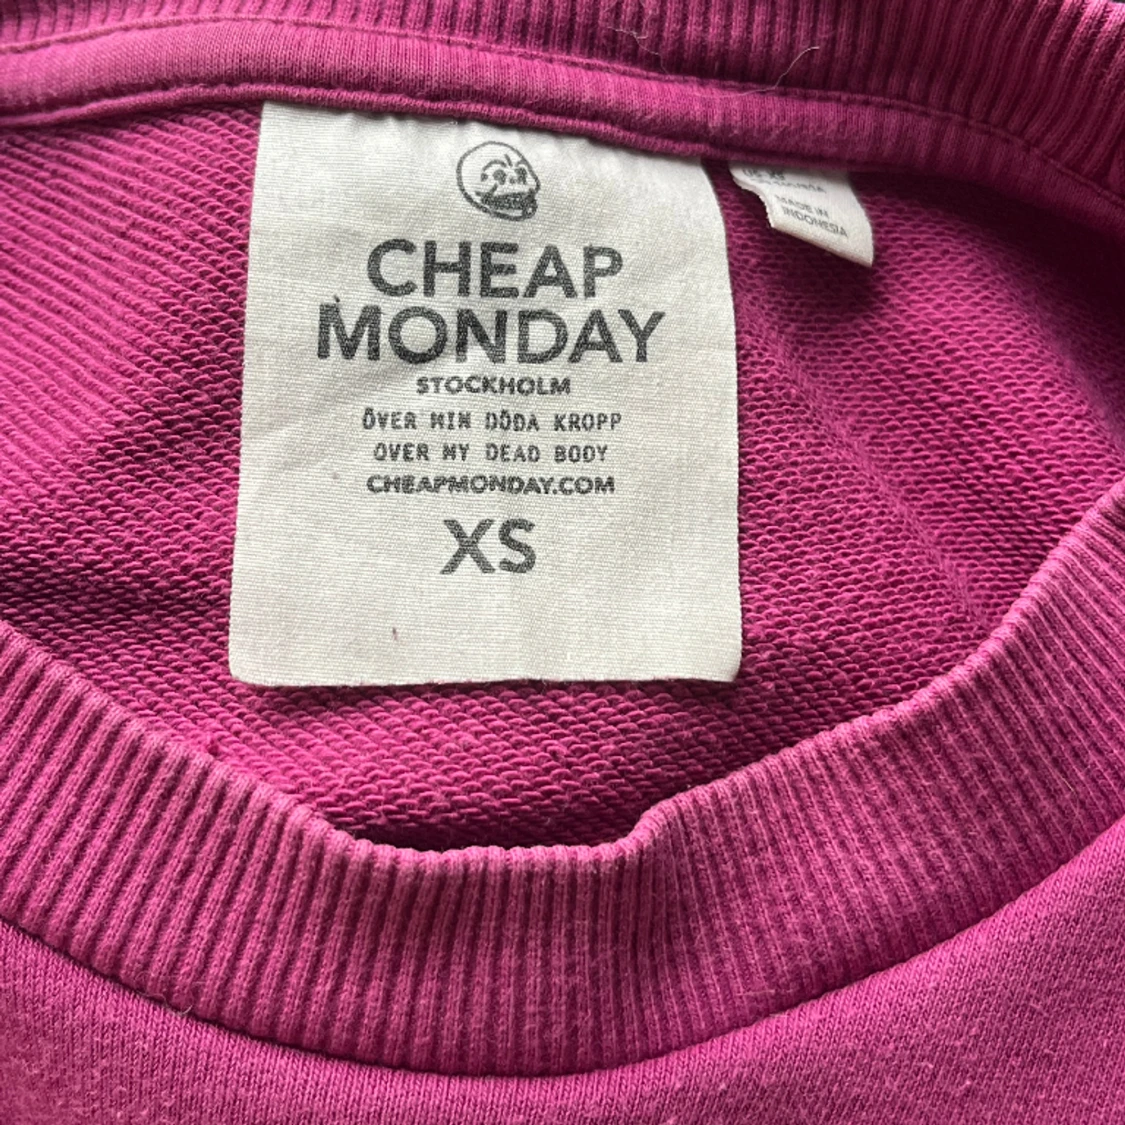 CHEAP
MONDAY
STOCKHOLM
ÖVER MIN DÖDA KROPP
OVER MY DEAD BODY
CHEAPMONDAY.COM
XS
MADE IN
INDONESIA